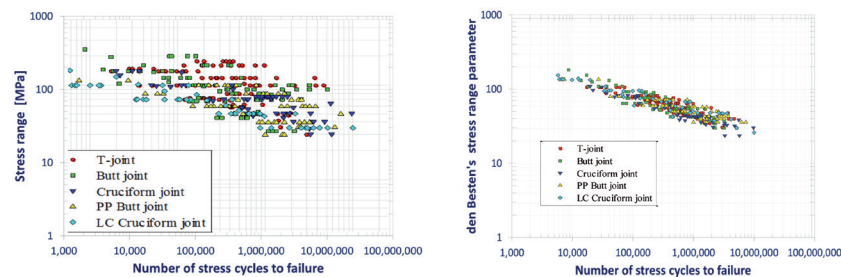 1000
100
10
1
Stress range [MPa]
T-joint
Butt joint
Cruciform joint
PP Butt joint
LC Cruciform joint
1,000
10,000
100,000
1,000,000
10,000,000
100,000,000
Number of stress cycles to failure
1000
100
10
1
den Besten's stress range parameter
T-joint
Butt joint
Cruciform joint
PP Butt joint
LC Cruciform joint
1,000
10,000
100,000
1,000,000
10,000,000
100,000,000
Number of stress cycles to failure